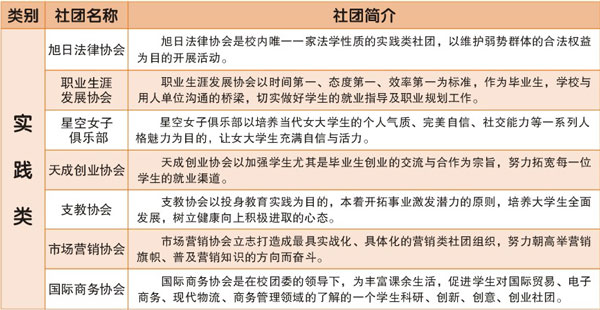 类别 社团名称 社团简介
实践类
旭日法律协会
旭日法律协会是校内唯一一家法学性质的实践类社团，以维护弱势群体的合法权益
为目的开展活动。
职业生涯
发展协会
职业生涯发展协会以时间第一、态度第一、效率第一为标准，作为毕业生，学校与
用人单位沟通的桥梁，切实做好学生的就业指导及职业规划工作。
星空女子
俱乐部
星空女子俱乐部以培养当代女大学生的个人气质、完美自信、社交能力等一系列人
格魅力为目的，让女大学生充满自信与活力。
天成创业协会
天成创业协会以加强学生尤其是毕业生创业的交流与合作为宗旨，努力拓宽每一位
学生的就业渠道。
支教协会
支教协会以投身教育实践为目的，本着开拓事业激发潜力的原则，培养大学生全面
发展，树立健康向上积极进取的心态。
市场营销协会
市场营销协会立志打造成最具实战化、具体化的营销类社团组织，努力朝高举营销
旗帜、普及营销知识的方向而奋斗。
国际商务协会
国际商务协会是在校团委的领导下，为丰富课余生活，促进学生对国际贸易、电子
商务、现代物流、商务管理领域的了解的一个学生科研、创新、创意、创业社团。